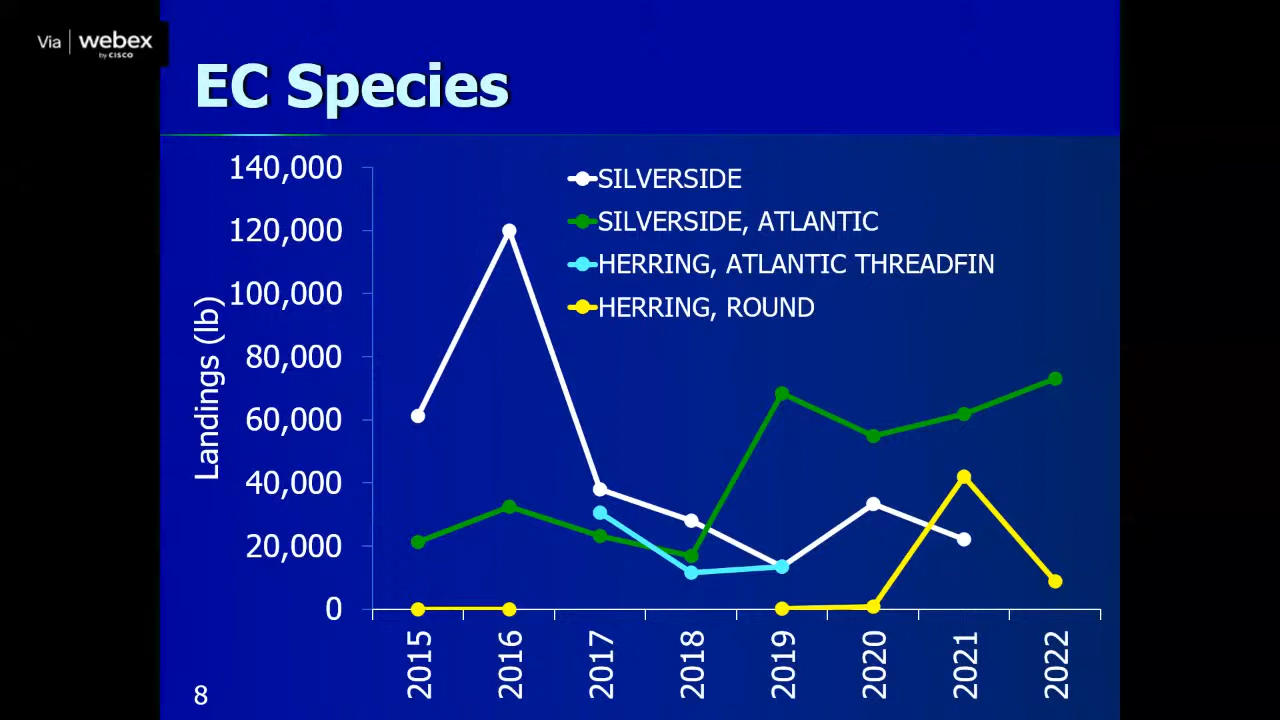 Via | webex
by CISCO
EC Species
140,000
120,000
100,000
80,000
60,000
40,000
20,000
0
Landings (lb)
SILVERSIDE
SILVERSIDE, ATLANTIC
HERRING, ATLANTIC THREADFIN
HERRING, ROUND
2015
2016
2017
2018
2019
2020
2021
2022
8